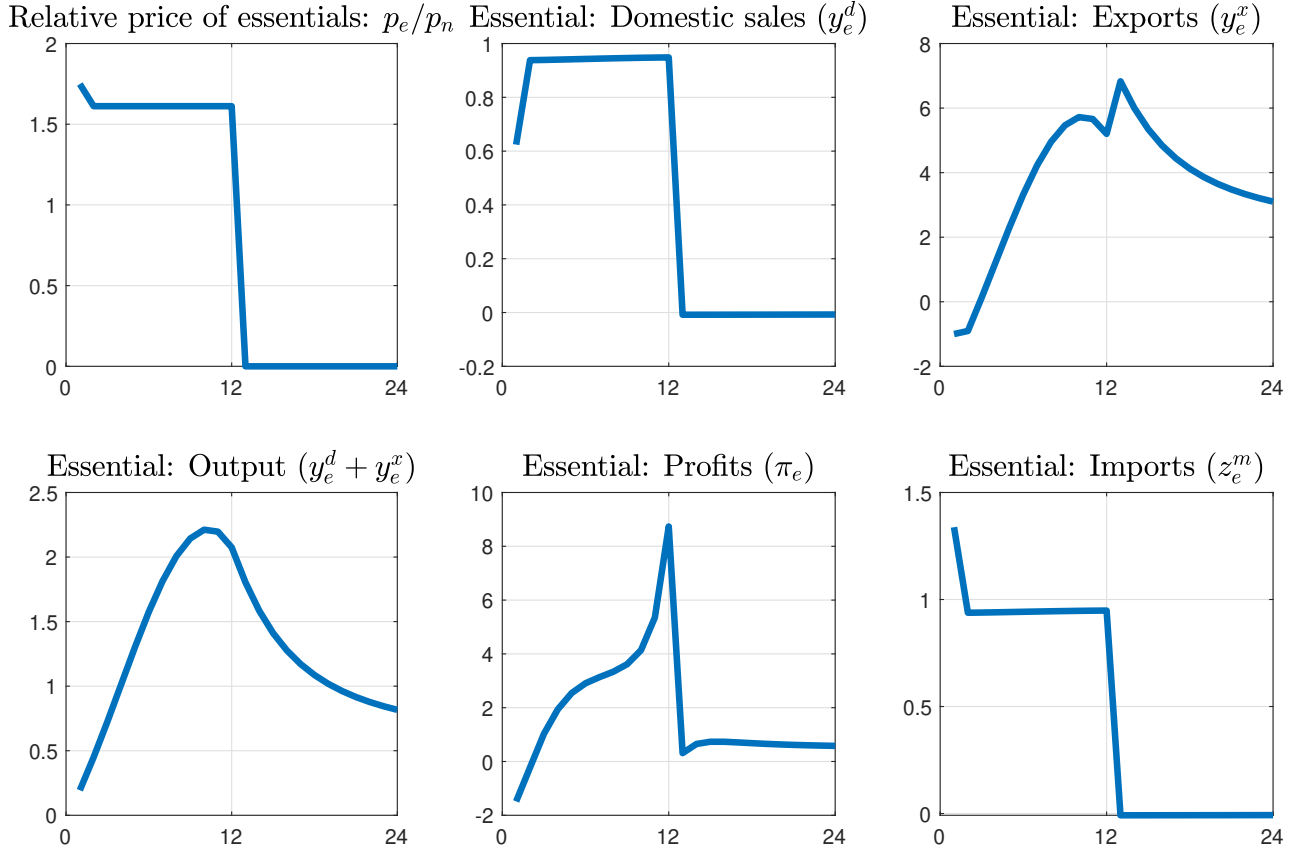 Relative price of essentials: p_e/p_n
2
1.5
1
0.5
0
0 12 24
Essential: Domestic sales (y_e^d)
1
0.8
0.6
0.4
0.2
0
-0.2
0 12 24
Essential: Exports (y_e^x)
8
6
4
2
0
-2
0 12 24
Essential: Output (y_e^d + y_e^x)
2.5
2
1.5
1
0.5
0
0 12 24
Essential: Profits (π_e)
10
8
6
4
2
0
-2
0 12 24
Essential: Imports (z_e^m)
1.5
1
0.5
0
0 12 24